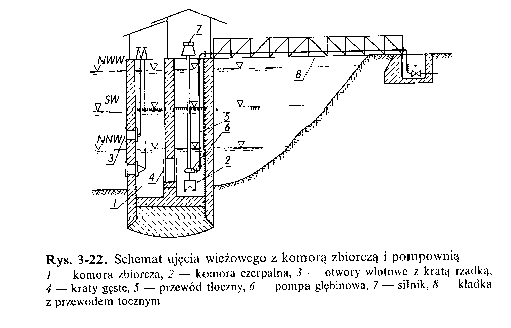 7
NWW
8
SW
5
NNW
6
3
4
2
1
Rys. 3-22. Schemat ujęcia wieżowego z komorą zbiorczą i pompownią
1 — komora zbiorcza, 2 — komora czerpalna, 3 — otwory wlotowe z kratą rzadką,
4 — kraty gęste, 5 — przewód tłoczny, 6 — pompa głębinowa, 7 — silnik, 8 — kładka
z przewodem tłocznym